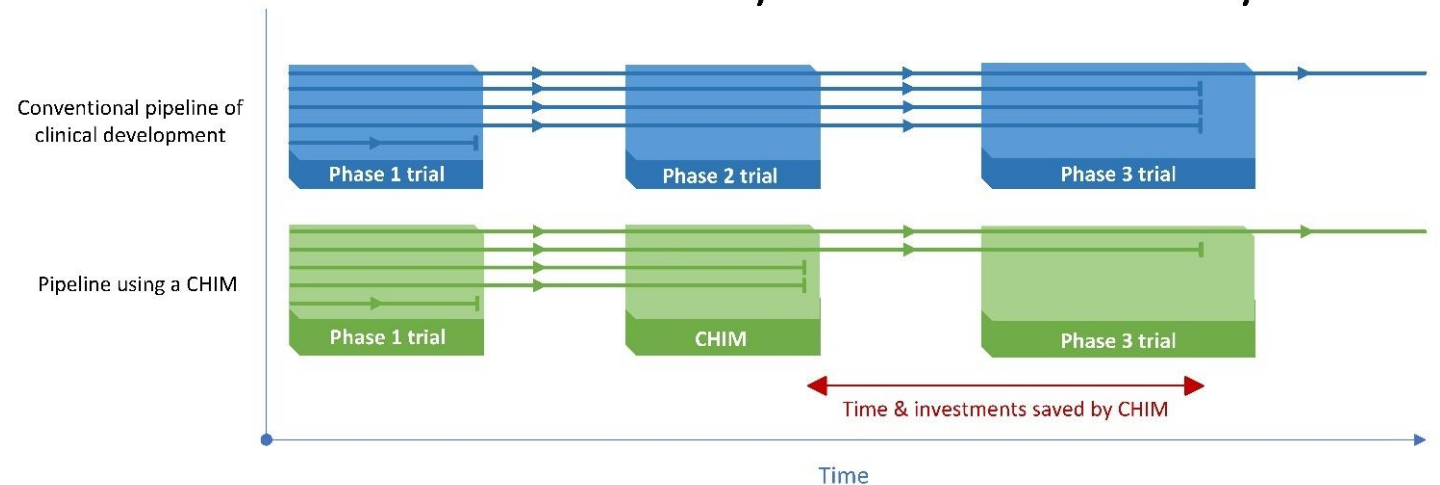 Conventional pipeline of
clinical development
Phase 1 trial
Phase 2 trial
Phase 3 trial
Pipeline using a CHIM
Phase 1 trial
CHIM
Phase 3 trial
Time & investments saved by CHIM
Time